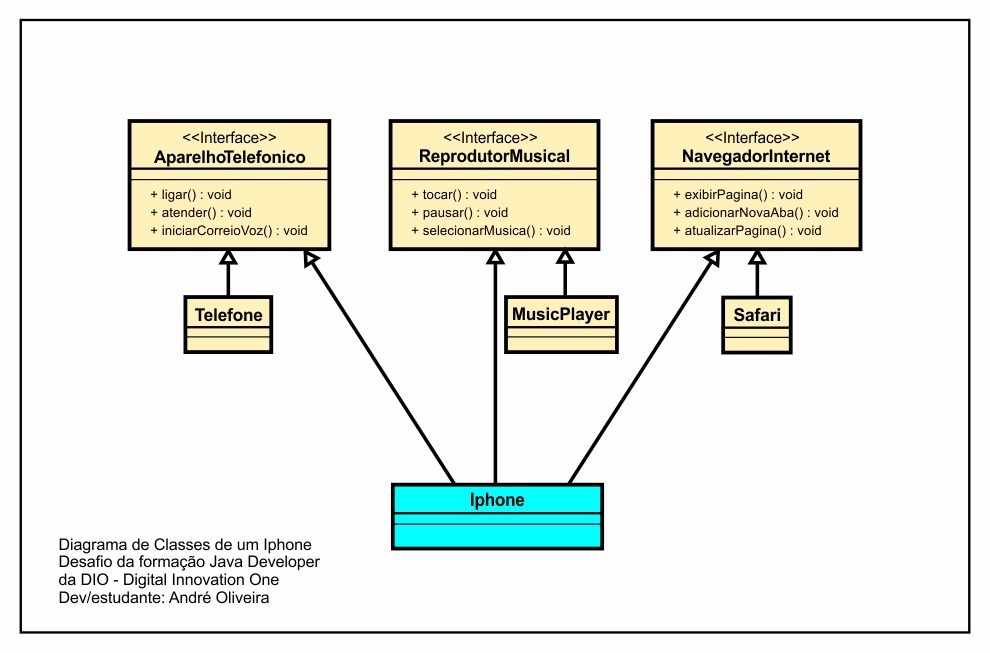 <<Interface>>
AparelhoTelefonico
+ ligar() : void
+ atender() : void
+ iniciarCorreioVoz() : void
<<Interface>>
ReprodutorMusical
+ tocar() : void
+ pausar() : void
+ selecionarMusica() : void
<<Interface>>
NavegadorInternet
+ exibirPagina() : void
+ adicionarNovaAba() : void
+ atualizarPagina() : void
Telefone
MusicPlayer
Safari
Iphone
Diagrama de Classes de um Iphone
Desafio da formação Java Developer
da DIO - Digital Innovation One
Dev/estudante: André Oliveira